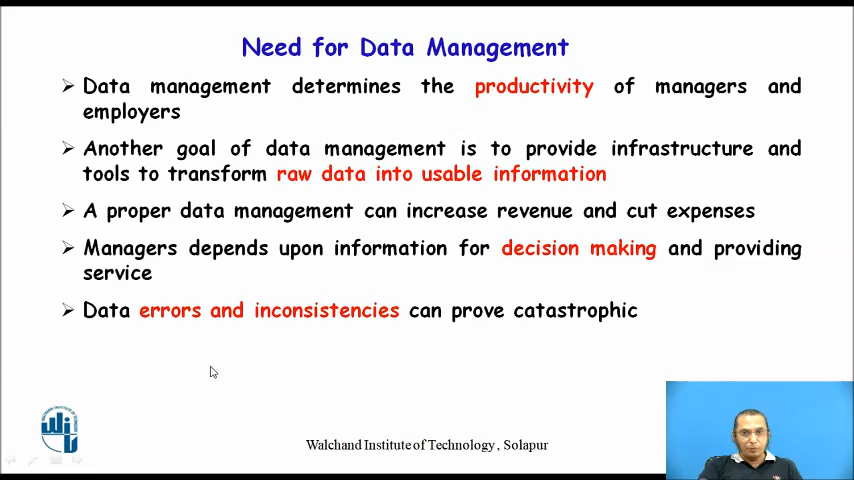 Need for Data Management
Data management determines the productivity of managers and
employers
Another goal of data management is to provide infrastructure and
tools to transform raw data into usable information
A proper data management can increase revenue and cut expenses
Managers depends upon information for decision making and providing
service
Data errors and inconsistencies can prove catastrophic
Walchand Institute of Technology, Solapur